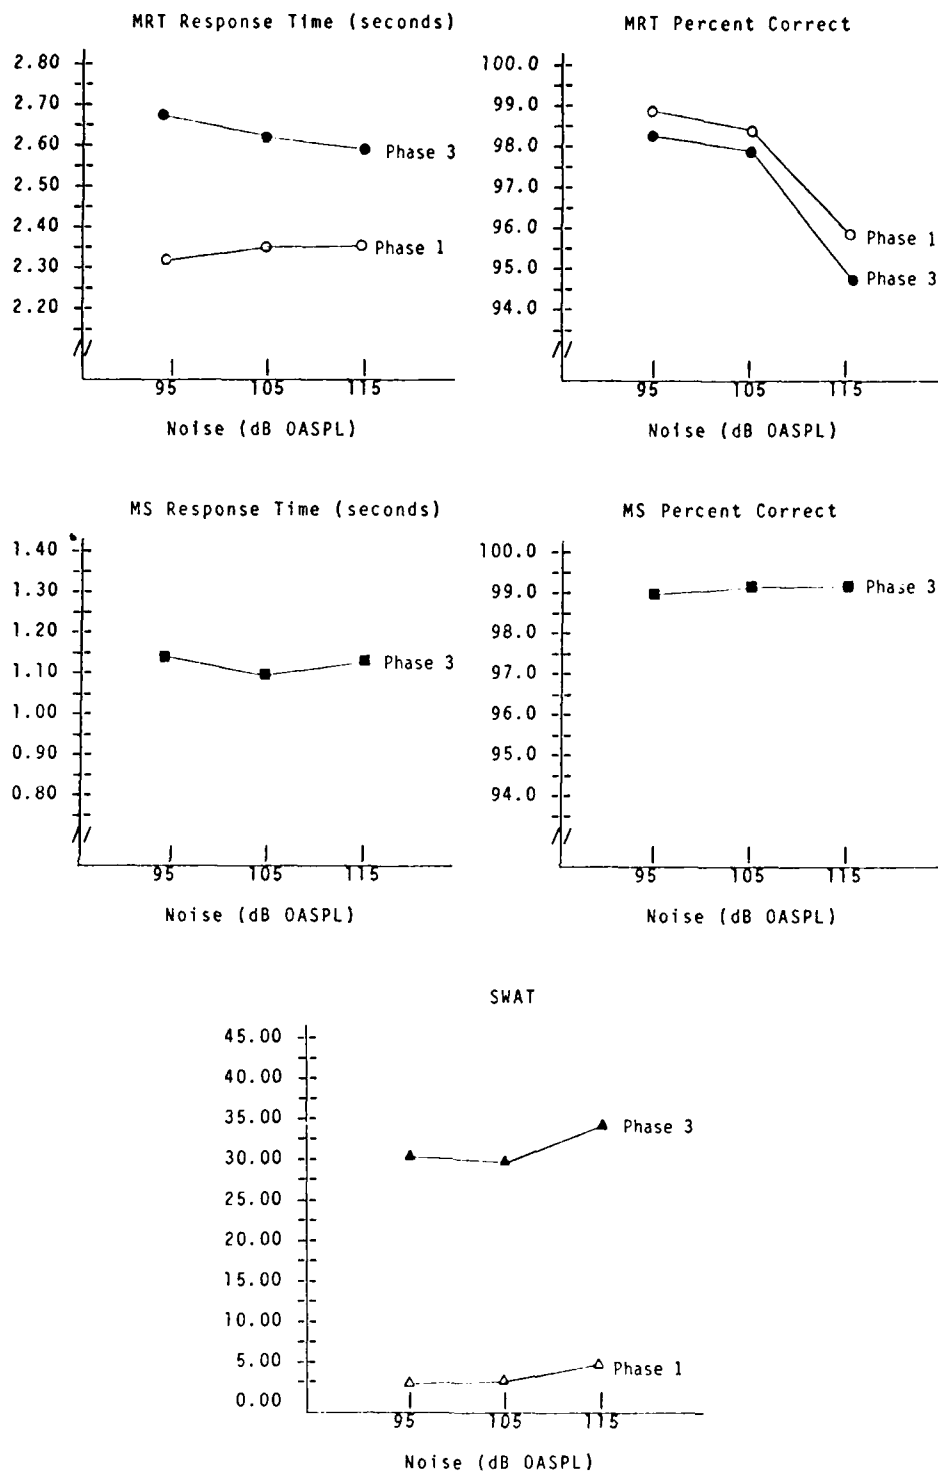 MRT Response Time (seconds)
2.80
2.70
2.60
2.50
2.40
2.30
2.20
Phase 3
Phase 1
95 105 115
Noise (dB OASPL)
MRT Percent Correct
100.0
99.0
98.0
97.0
96.0
95.0
94.0
Phase 1
Phase 3
95 105 115
Noise (dB OASPL)
MS Response Time (seconds)
1.40
1.30
1.20
1.10
1.00
0.90
0.80
Phase 3
95 105 115
Noise (dB OASPL)
MS Percent Correct
100.0
99.0
98.0
97.0
96.0
95.0
94.0
Phase 3
95 105 115
Noise (dB OASPL)
SWAT
45.00
40.00
35.00
30.00
25.00
20.00
15.00
10.00
5.00
0.00
Phase 3
Phase 1
95 105 115
Noise (dB OASPL)